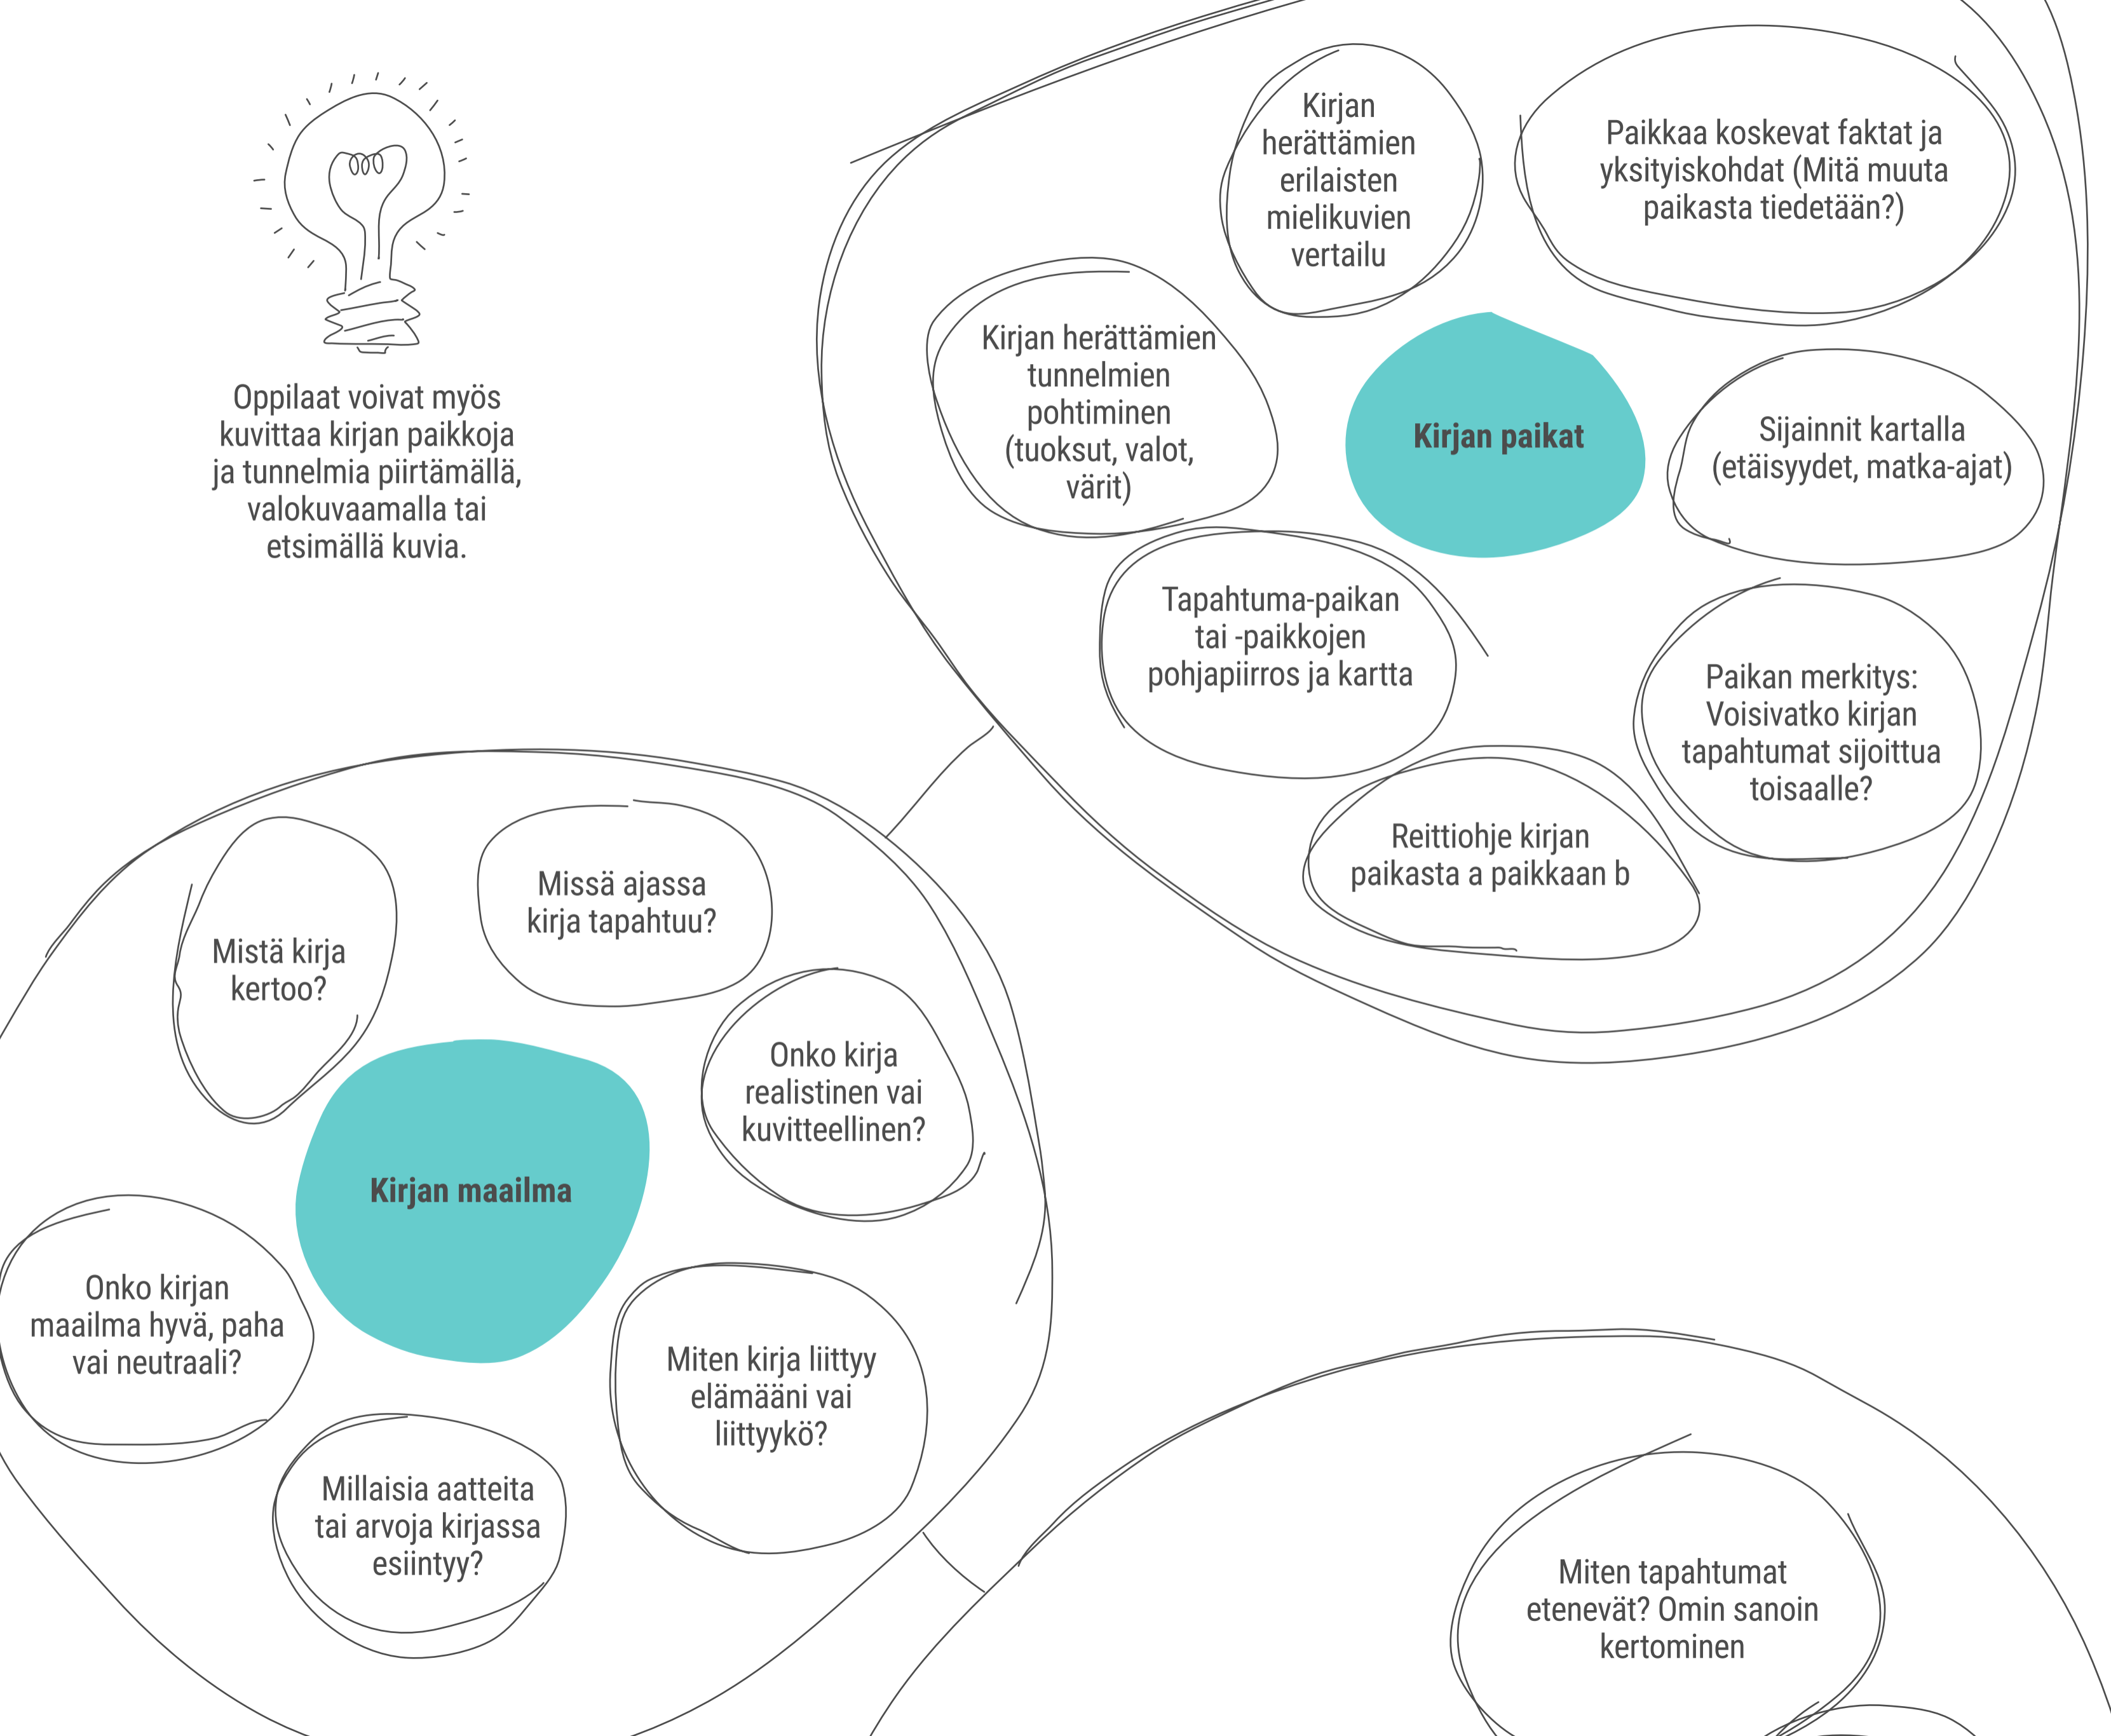 Oppilaat voivat myös
kuvittaa kirjan paikkoja
ja tunnelmia piirtämällä,
valokuvaamalla tai
etsimällä kuvia.
Kirjan
herättämien
erilaisten
mielikuvien
vertailu
Paikkaa koskevat faktat ja
yksityiskohdat (Mitä muuta
paikasta tiedetään?)
Kirjan herättämien
tunnelmien
pohtiminen
(tuoksut, valot,
värit)
Kirjan paikat
Sijainnit kartalla
(etäisyydet, matka-ajat)
Tapahtuma-paikan
tai -paikkojen
pohjapiirros ja kartta
Paikan merkitys:
Voisivatko kirjan
tapahtumat sijoittua
toisaalle?
Reittiohje kirjan
paikasta a paikkaan b
Mistä kirja
kertoo?
Missä ajassa
kirja tapahtuu?
Onko kirja
realistinen vai
kuvitteellinen?
Kirjan maailma
Onko kirjan
maailma hyvä, paha
vai neutraali?
Miten kirja liittyy
elämääni vai
liittyykö?
Millaisia aatteita
tai arvoja kirjassa
esiintyy?
Miten tapahtumat
etenevät? Omin sanoin
kertominen